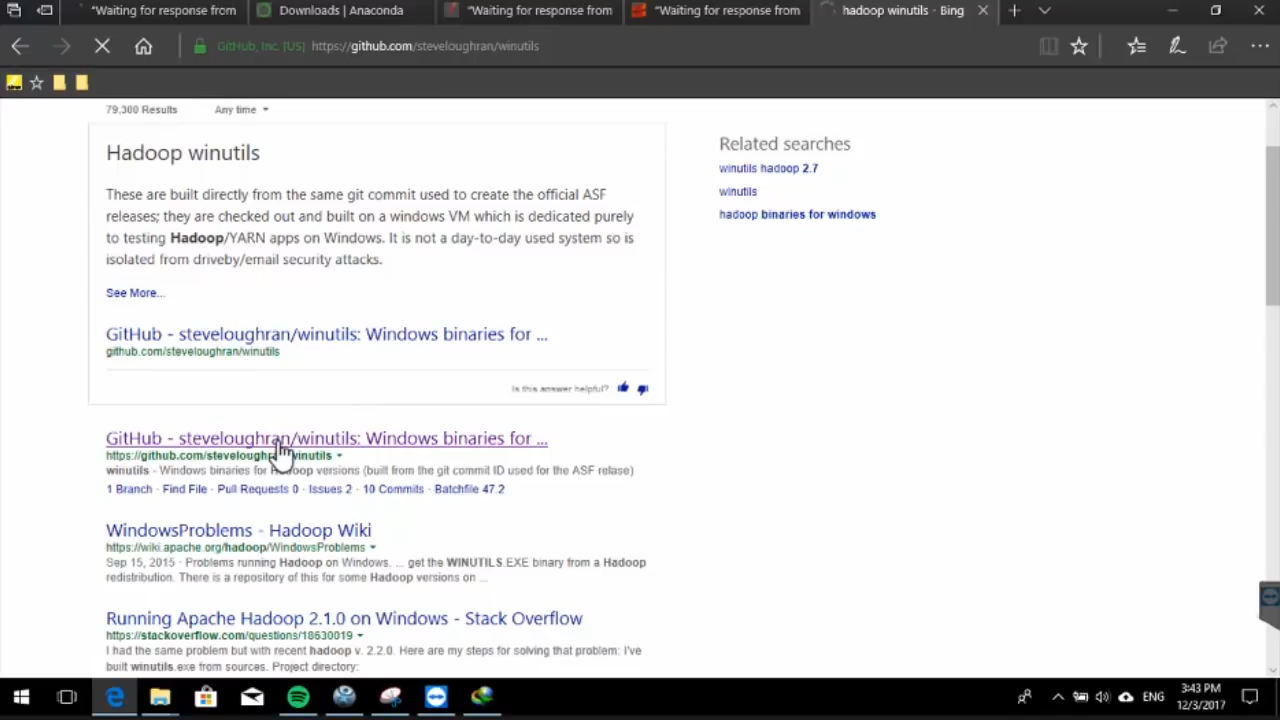 "Waiting for response from
Downloads | Anaconda
"Waiting for response from
"Waiting for response from
hadoop winutils - Bing
GitHub, Inc. [US]
https://github.com/steveloughran/winutils
79,300 Results
Any time
Hadoop winutils
These are built directly from the same git commit used to create the official ASF
releases; they are checked out and built on a windows VM which is dedicated purely
to testing Hadoop/YARN apps on Windows. It is not a day-to-day used system so is
isolated from driveby/email security attacks.
See More...
GitHub - steveloughran/winutils: Windows binaries for ...
github.com/steveloughran/winutils
Is this answer helpful?
Related searches
winutils hadoop 2.7
winutils
hadoop binaries for windows
GitHub - steveloughran/winutils: Windows binaries for ...
https://github.com/steveloughran/winutils
winutils - Windows binaries for Hadoop versions (built from the git commit ID used for the ASF relase)
1 Branch · Find File · Pull Requests 0 · Issues 2 · 10 Commits · Batchfile 47.2
WindowsProblems - Hadoop Wiki
https://wiki.apache.org/hadoop/WindowsProblems
Sep 15, 2015 · Problems running Hadoop on Windows. ... get the WINUTILS.EXE binary from a Hadoop
redistribution. There is a repository of this for some Hadoop versions on ...
Running Apache Hadoop 2.1.0 on Windows - Stack Overflow
https://stackoverflow.com/questions/18630019
I had the same problem but with recent hadoop v. 2.2.0. Here are my steps for solving that problem: I've
built winutils.exe from sources. Project directory:
ENG
3:43 PM
12/3/2017